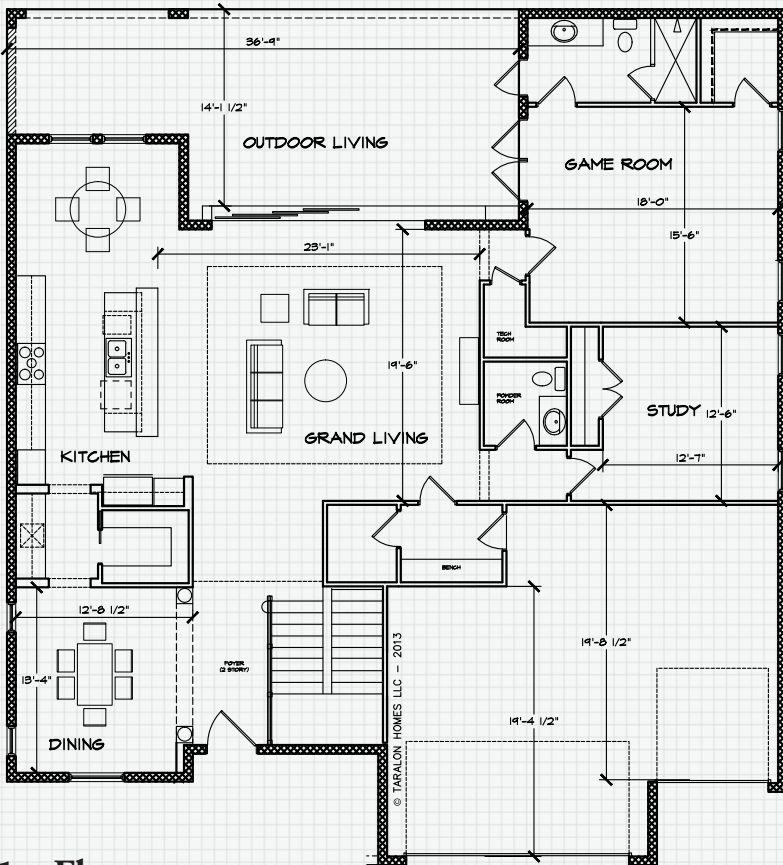 36'-9"
14'-1 1/2"
OUTDOOR LIVING
GAME ROOM
18'-0"
15'-6"
23'-1"
TECH
ROOM
19'-6"
POWDER
ROOM
STUDY
12'-6"
GRAND LIVING
KITCHEN
12'-7"
BENCH
12'-8 1/2"
FOYER
(2 STORY)
19'-8 1/2"
13'-4"
19'-4 1/2"
DINING
© TARALON HOMES LLC – 2013